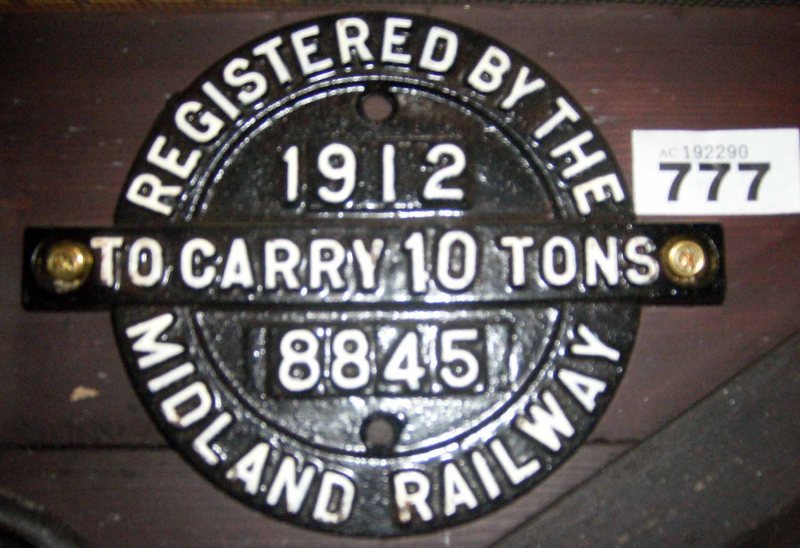 REGISTERED BY THE
1912
TO CARRY 10 TONS
8845
MIDLAND RAILWAY
AC 192290
777